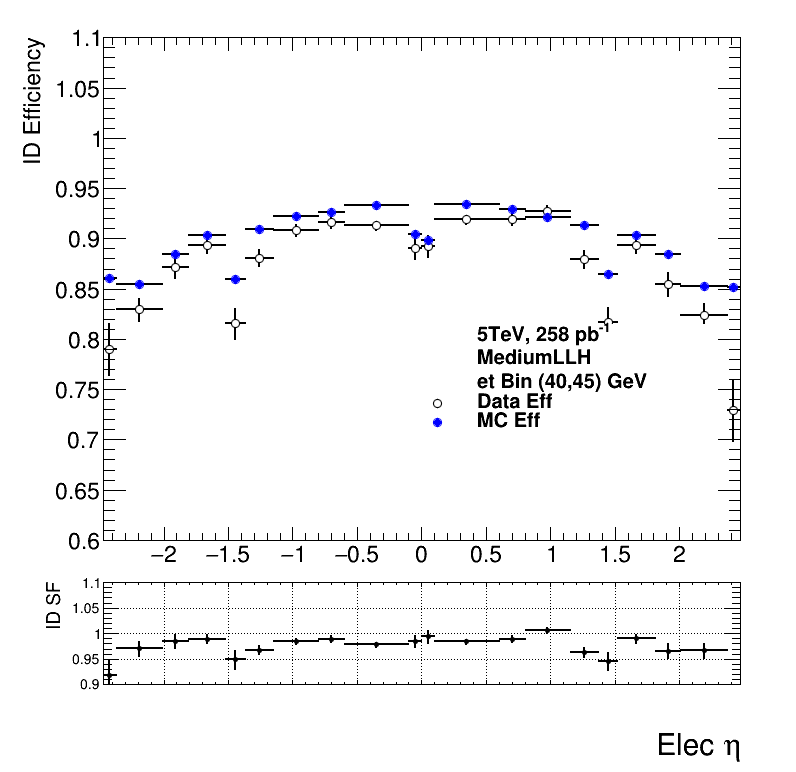 ID Efficiency
1.1
1.05
1
0.95
0.9
0.85
0.8
0.75
0.7
0.65
0.6
5TeV, 258 pb⁻¹
MediumLLH
et Bin (40,45) GeV
Data Eff
MC Eff
−2 −1.5 −1 −0.5 0 0.5 1 1.5 2
ID SF
1.1
1.05
1
0.95
0.9
Elec η